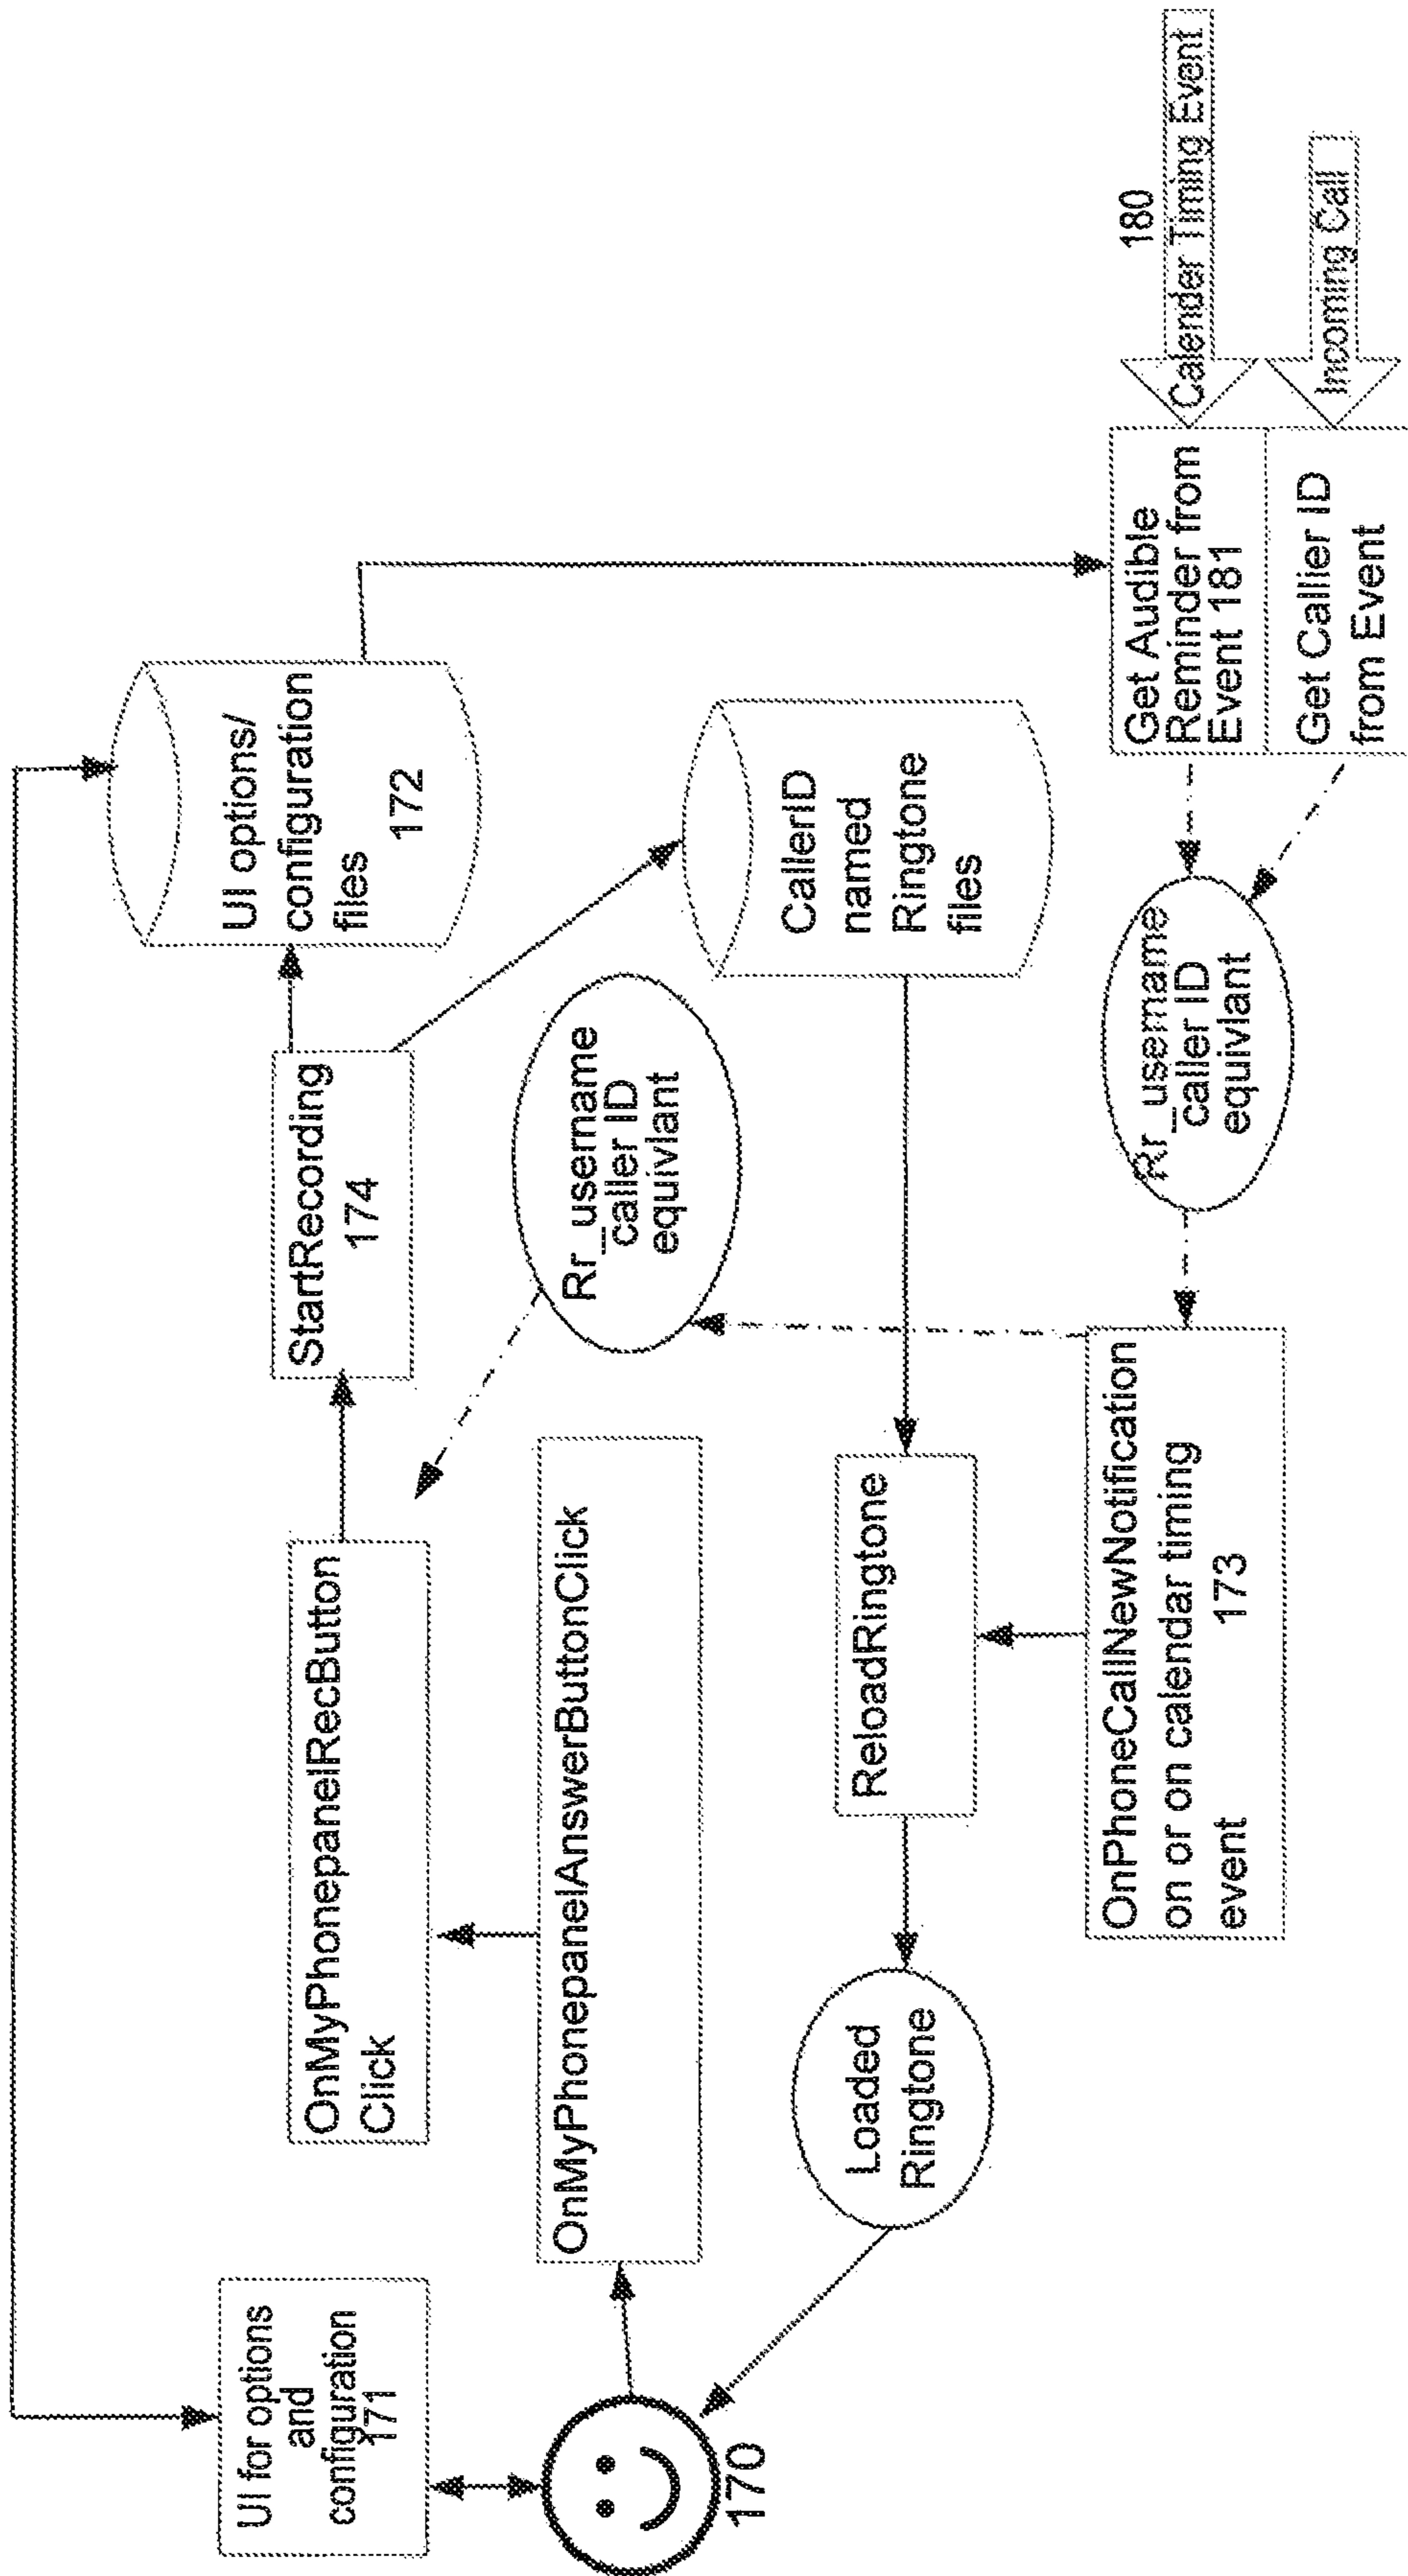 UI for options
and
configuration
171
170
OnMyPhonepanelRecButton
Click
OnMyPhonepanelAnswerButtonClick
StartRecording
174
UI options/
configuration
files
172
Rr_username
_caller ID
equivlant
CallerID
named
Ringtone
files
Loaded
Ringtone
ReloadRingtone
OnPhoneCallNewNotification
on or on calendar timing
event 173
Rr_username
_caller ID
equivlant
Get Audible
Reminder from
Event 181
Get Callier ID
from Event
180
Calender Timing Event
Incoming Call